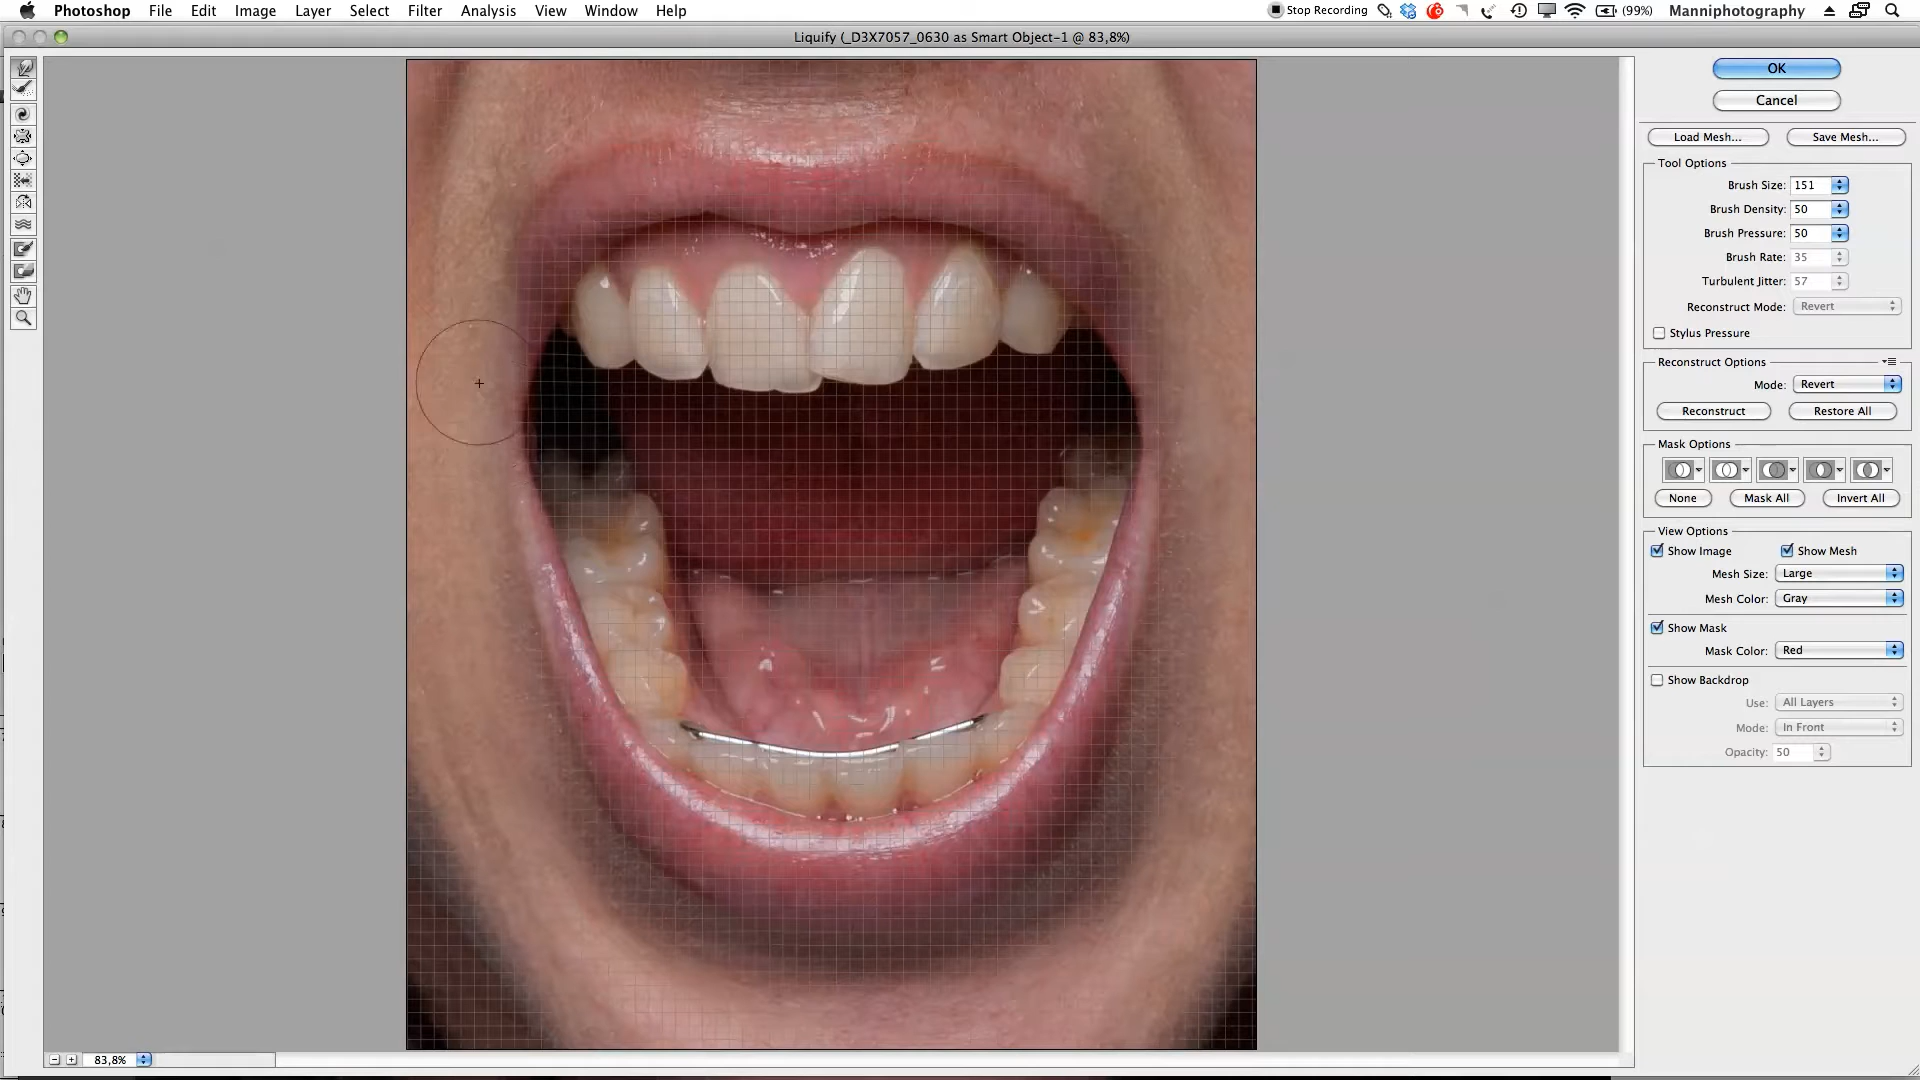 Photoshop File Edit Image Layer Select Filter Analysis View Window Help Stop Recording (99%) Manniphotography
Liquify (_D3X7057_0630 as Smart Object-1 @ 83,8%)
OK
Cancel
Load Mesh... Save Mesh...
Tool Options
Brush Size: 151
Brush Density: 50
Brush Pressure: 50
Brush Rate: 35
Turbulent Jitter: 57
Reconstruct Mode: Revert
Stylus Pressure
Reconstruct Options
Mode: Revert
Reconstruct Restore All
Mask Options
None Mask All Invert All
View Options
Show Image Show Mesh
Mesh Size: Large
Mesh Color: Gray
Show Mask
Mask Color: Red
Show Backdrop
Use: All Layers
Mode: In Front
Opacity: 50
83,8%